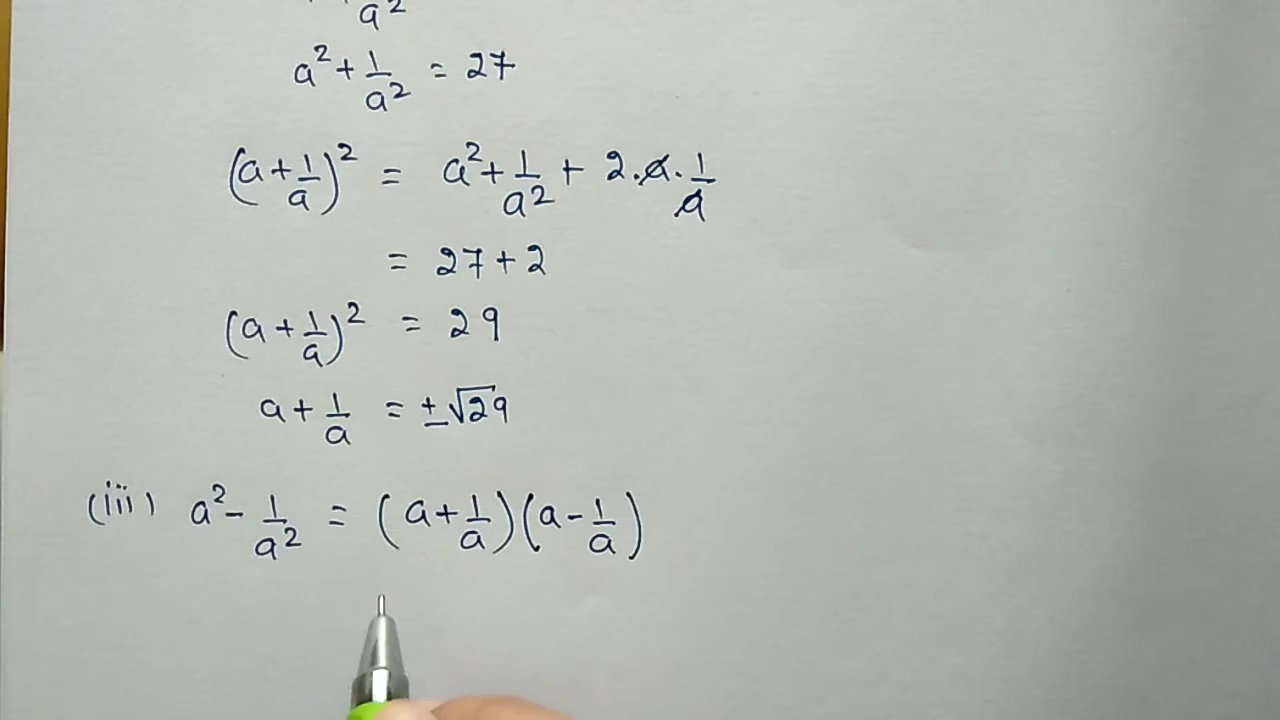 a²
a² + 1/a² = 27
(a + 1/a)² = a² + 1/a² + 2.a.1/a
= 27 + 2
(a + 1/a)² = 29
a + 1/a = ±√29
(iii) a² - 1/a² = (a + 1/a)(a - 1/a)